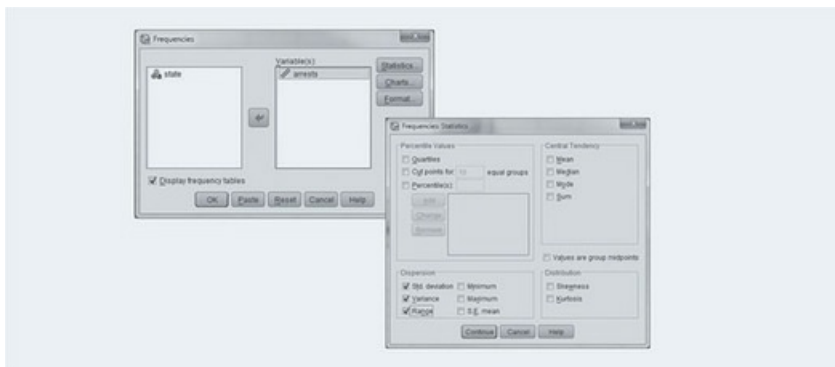 Frequencies
Variable(s):
state
arrests
Statistics...
Charts...
Format...
Display frequency tables
OK Paste Reset Cancel Help
Frequencies: Statistics
Percentile Values
Quartiles
Cut points for 10 equal groups
Percentile(s):
Add
Change
Remove
Central Tendency
Mean
Median
Mode
Sum
Values are group midpoints
Dispersion
Std. deviation Minimum
Variance Maximum
Range S.E. mean
Distribution
Skewness
Kurtosis
Continue Cancel Help